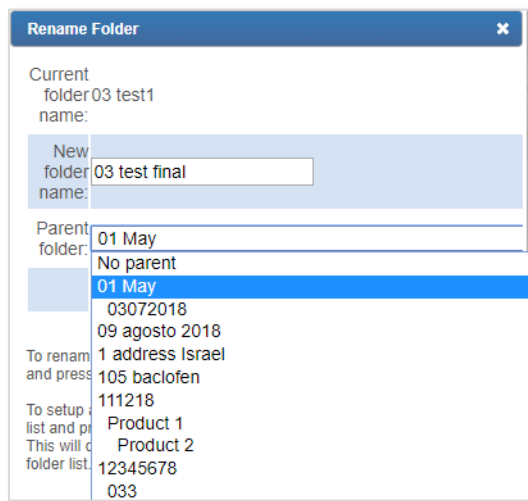 Rename Folder ×
Current
folder 03 test1
name:
New
folder 03 test final
name:
Parent
folder: 01 May
No parent
01 May
03072018
09 agosto 2018
1 address Israel
105 baclofen
111218
Product 1
Product 2
12345678
033
To renam
and press
To setup a
list and pr
This will c
folder list.